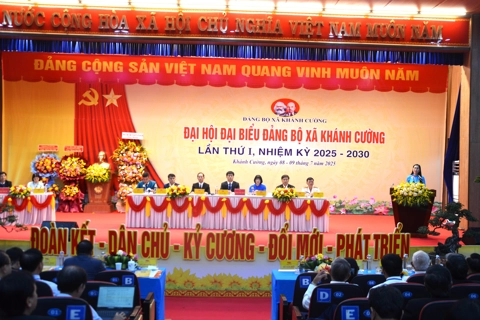 NƯỚC CỘNG HÒA XÃ HỘI CHỦ NGHĨA VIỆT NAM MUÔN NĂM
ĐẢNG CỘNG SẢN VIỆT NAM QUANG VINH MUÔN NĂM
ĐẢNG BỘ XÃ KHÁNH CƯỜNG
ĐẠI HỘI ĐẠI BIỂU ĐẢNG BỘ XÃ KHÁNH CƯỜNG
LẦN THỨ I, NHIỆM KỲ 2025 - 2030
Khánh Cường, ngày 08 - 09 tháng 7 năm 2025
ĐOÀN KẾT - DÂN CHỦ - KỶ CƯƠNG - ĐỔI MỚI - PHÁT TRIỂN
B
C
D
E
E